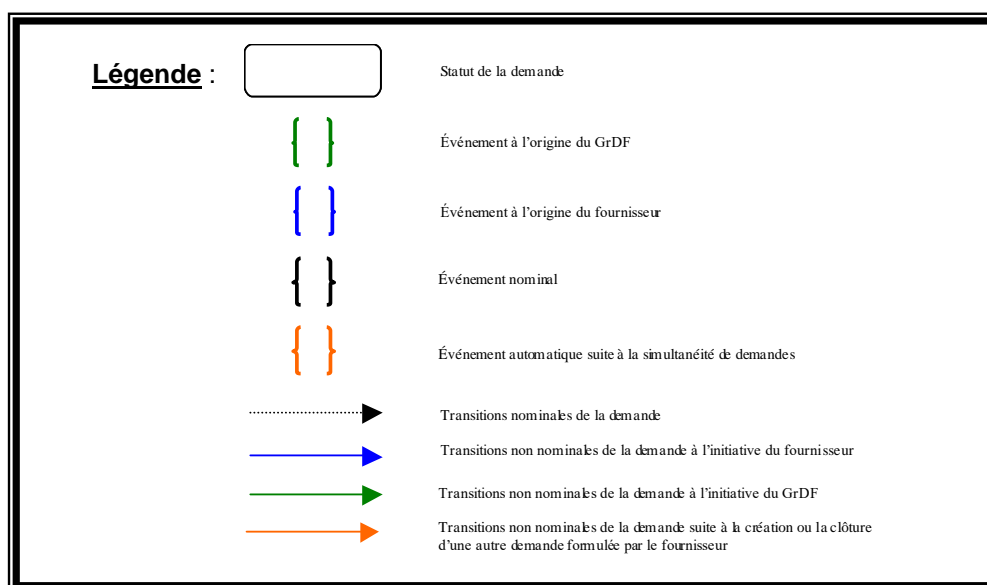 Légende :
Statut de la demande
Événement à l'origine du GrDF
Événement à l'origine du fournisseur
Événement nominal
Événement automatique suite à la simultanéité de demandes
Transitions nominales de la demande
Transitions non nominales de la demande à l'initiative du fournisseur
Transitions non nominales de la demande à l'initiative du GrDF
Transitions non nominales de la demande suite à la création ou la clôture
d'une autre demande formulée par le fournisseur